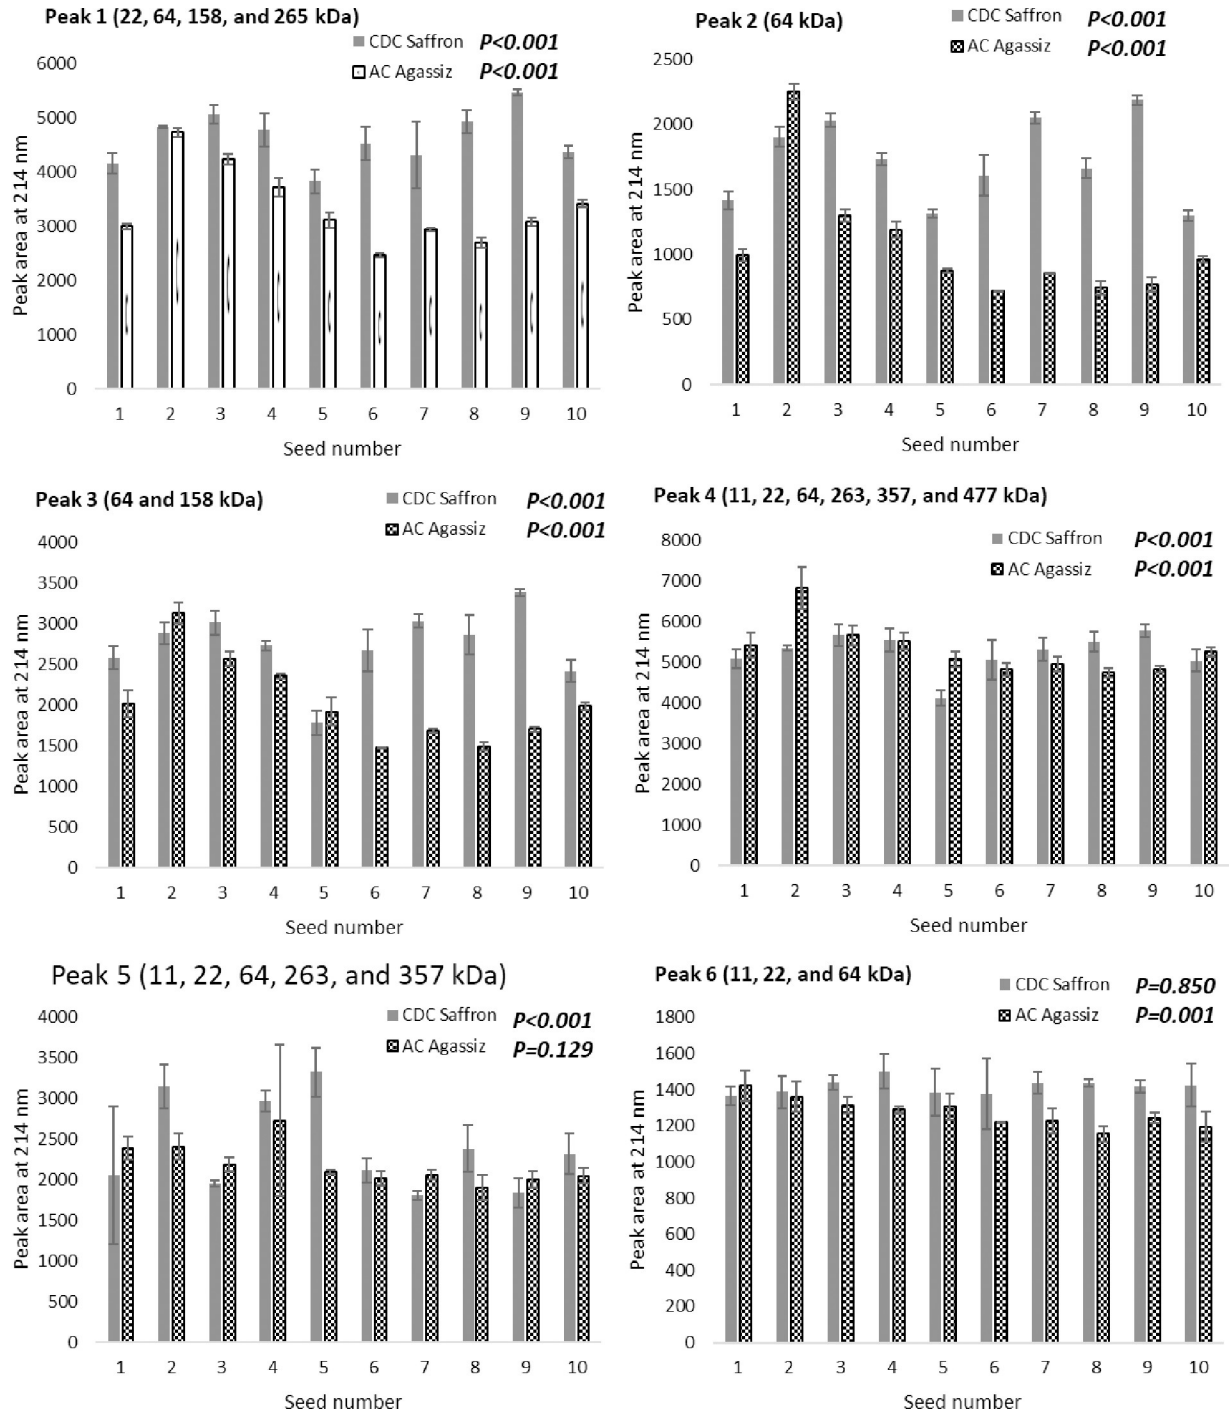 Peak 1 (22, 64, 158, and 265 kDa)
CDC Saffron P<0.001
AC Agassiz P<0.001
Peak area at 214 nm
6000
5000
4000
3000
2000
1000
0
1 2 3 4 5 6 7 8 9 10
Seed number
Peak 2 (64 kDa)
CDC Saffron P<0.001
AC Agassiz P<0.001
Peak area at 214 nm
2500
2000
1500
1000
500
0
1 2 3 4 5 6 7 8 9 10
Seed number
Peak 3 (64 and 158 kDa)
CDC Saffron P<0.001
AC Agassiz P<0.001
Peak area at 214 nm
4000
3500
3000
2500
2000
1500
1000
500
0
1 2 3 4 5 6 7 8 9 10
Seed number
Peak 4 (11, 22, 64, 263, 357, and 477 kDa)
CDC Saffron P<0.001
AC Agassiz P<0.001
Peak area at 214 nm
8000
7000
6000
5000
4000
3000
2000
1000
0
1 2 3 4 5 6 7 8 9 10
Seed number
Peak 5 (11, 22, 64, 263, and 357 kDa)
CDC Saffron P<0.001
AC Agassiz P=0.129
Peak area at 214 nm
4000
3500
3000
2500
2000
1500
1000
500
0
1 2 3 4 5 6 7 8 9 10
Seed number
Peak 6 (11, 22, and 64 kDa)
CDC Saffron P=0.850
AC Agassiz P=0.001
Peak area at 214 nm
1800
1600
1400
1200
1000
800
600
400
200
0
1 2 3 4 5 6 7 8 9 10
Seed number